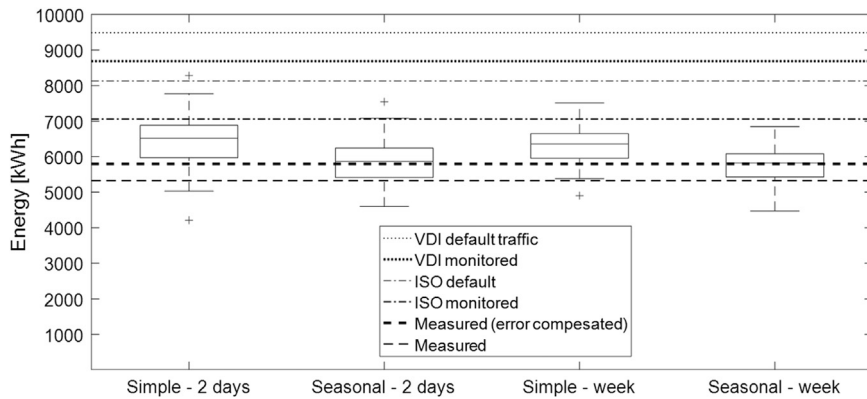 10000
9000
8000
7000
6000
5000
4000
3000
2000
1000
Energy [kWh]
VDI default traffic
VDI monitored
ISO default
ISO monitored
Measured (error compesated)
Measured
Simple - 2 days
Seasonal - 2 days
Simple - week
Seasonal - week